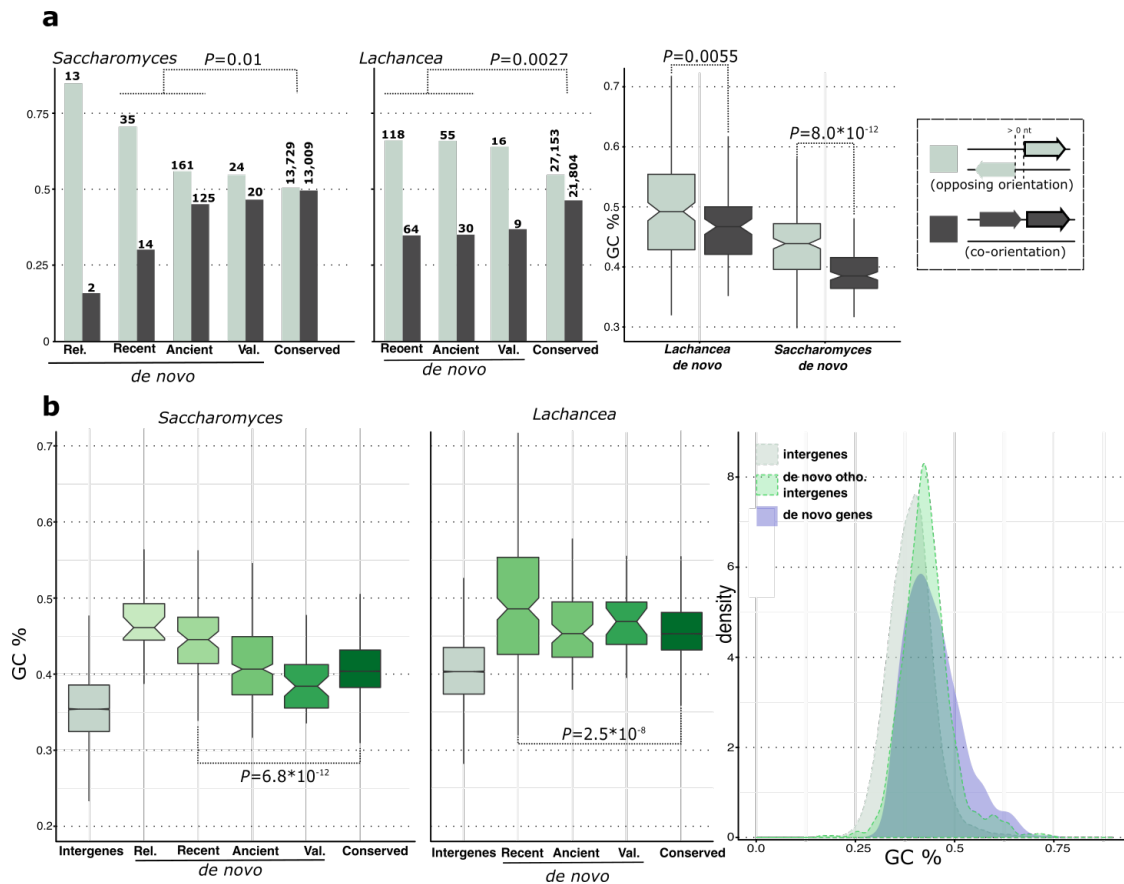 a
Saccharomyces
P=0.01
13
35
161
24
13,729
13,009
2
14
125
20
0.75
0.5
0.25
0
Rel.
Recent
Ancient
Val.
Conserved
de novo
Lachancea
P=0.0027
118
55
16
27,153
21,804
64
30
9
Recent
Ancient
Val.
Conserved
de novo
P=0.0055
P=8.0*10-12
GC %
0.7
0.6
0.5
0.4
0.3
Lachancea
de novo
Saccharomyces
de novo
> 0 nt
(opposing orientation)
(co-orientation)
b
Saccharomyces
GC %
0.7
0.6
0.5
0.4
0.3
0.2
P=6.8*10-12
Intergenes
Rel.
Recent
Ancient
Val.
Conserved
de novo
Lachancea
P=2.5*10-8
Intergenes
Recent
Ancient
Val.
Conserved
de novo
intergenes
de novo otho.
intergenes
de novo genes
density
8
6
4
2
0
0.0
0.25
0.5
0.75
GC %